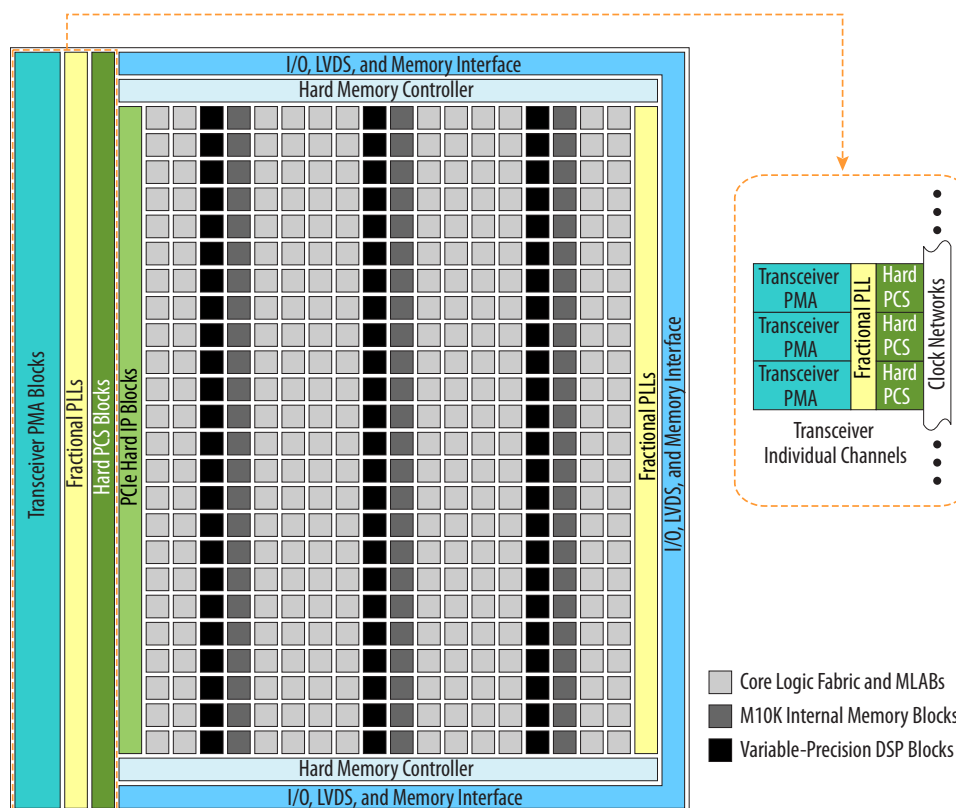 I/O, LVDS, and Memory Interface
Hard Memory Controller
Transceiver PMA Blocks
Fractional PLLs
Hard PCS Blocks
PCIe Hard IP Blocks
Fractional PLLs
I/O, LVDS, and Memory Interface
Hard Memory Controller
I/O, LVDS, and Memory Interface
Transceiver
PMA
Transceiver
PMA
Transceiver
PMA
Fractional PLL
Hard
PCS
Hard
PCS
Hard
PCS
Clock Networks
Transceiver
Individual Channels
Core Logic Fabric and MLABs
M10K Internal Memory Blocks
Variable-Precision DSP Blocks